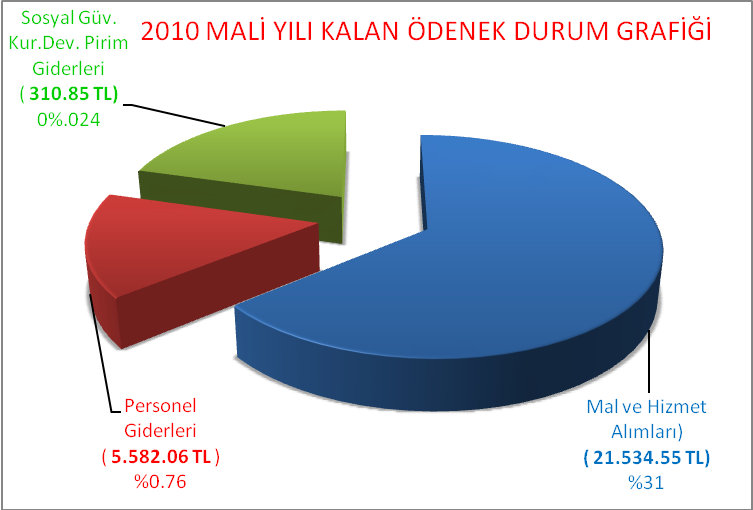 2010 MALİ YILI KALAN ÖDENEK DURUM GRAFİĞİ
Sosyal Güv.
Kur.Dev. Pirim
Giderleri
( 310.85 TL)
0%.024
Personel
Giderleri
( 5.582.06 TL )
%0.76
Mal ve Hizmet
Alımları)
( 21.534.55 TL)
%31